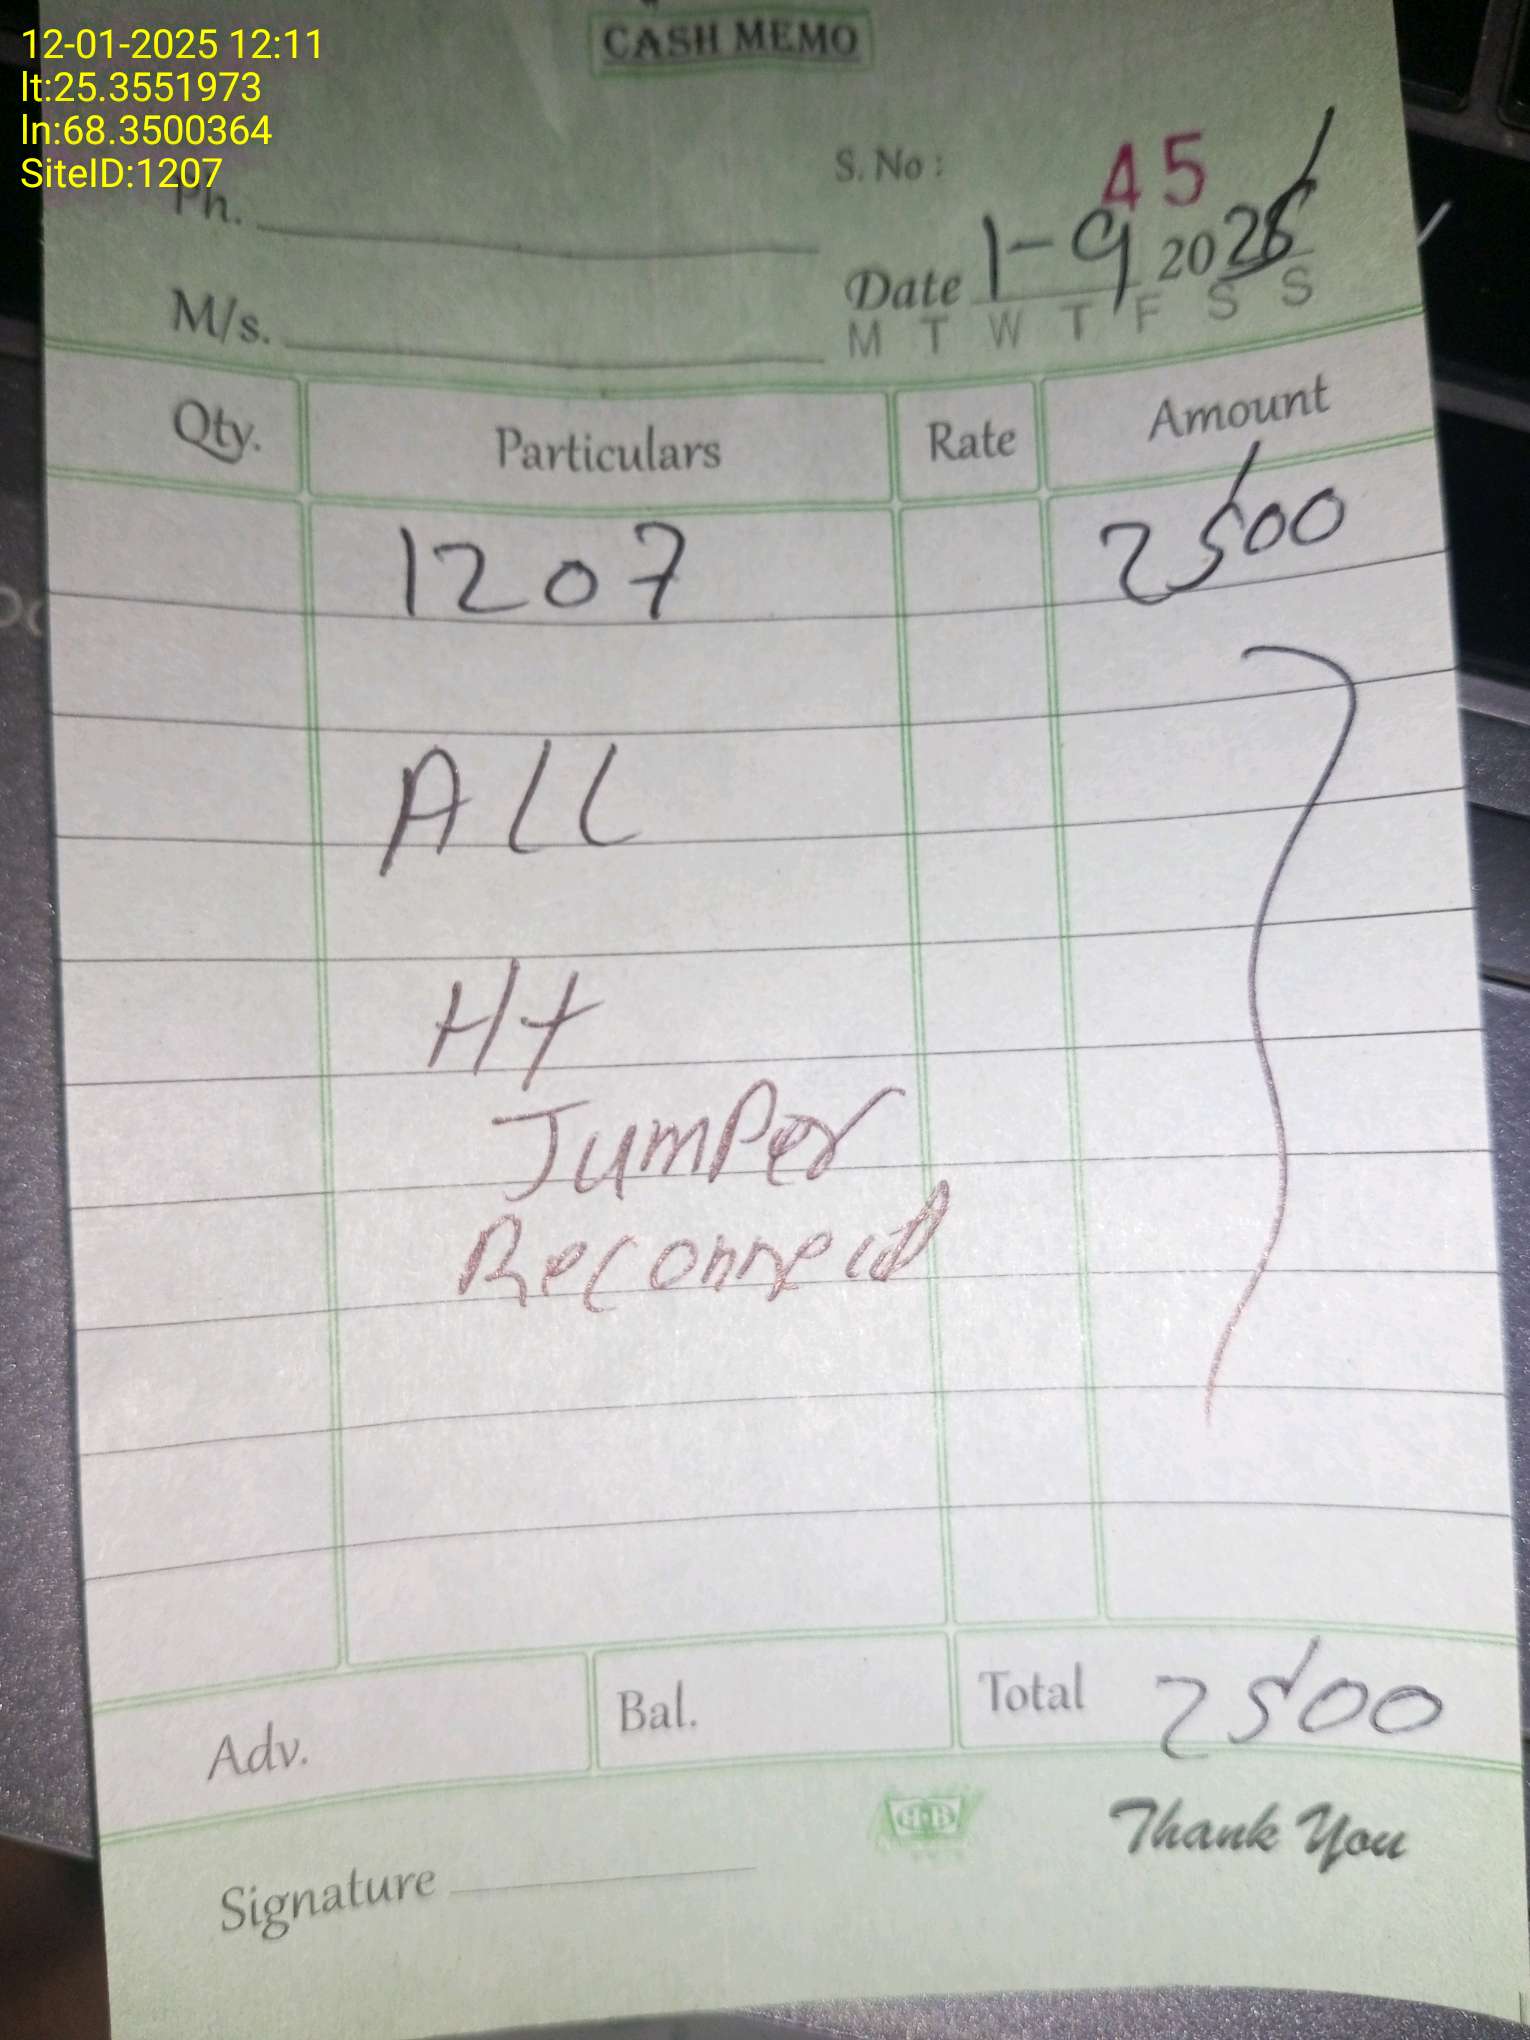 12-01-2025 12:11
lt:25.3551973
ln:68.3500364
SiteID:1207
CASH MEMO
S. No : 45
Ph.
Date 1-9 2025
M/s.
M T W T F S S
Qty. Particulars Rate Amount
1207 2500
ALL
Ht
Jumper
Reconnect
Adv. Bal. Total 2500
H·B
Thank You
Signature